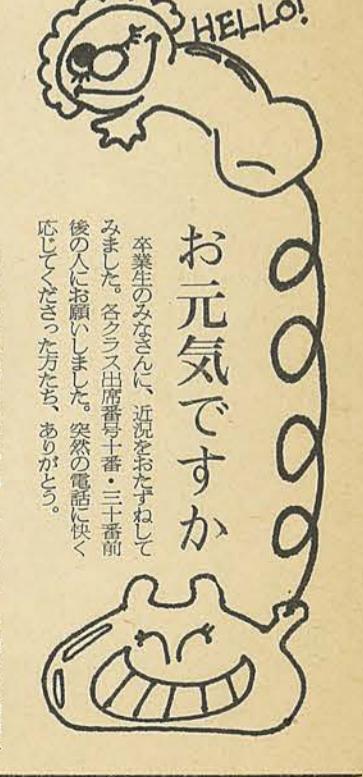 HELLO!
お元気ですか
卒業生のみなさんに、近況をおたずねして
みました。各クラス出席番号十番・三十番前
後の人にお願いしました。突然の電話に快く
応じてくださった方たち、ありがとう。